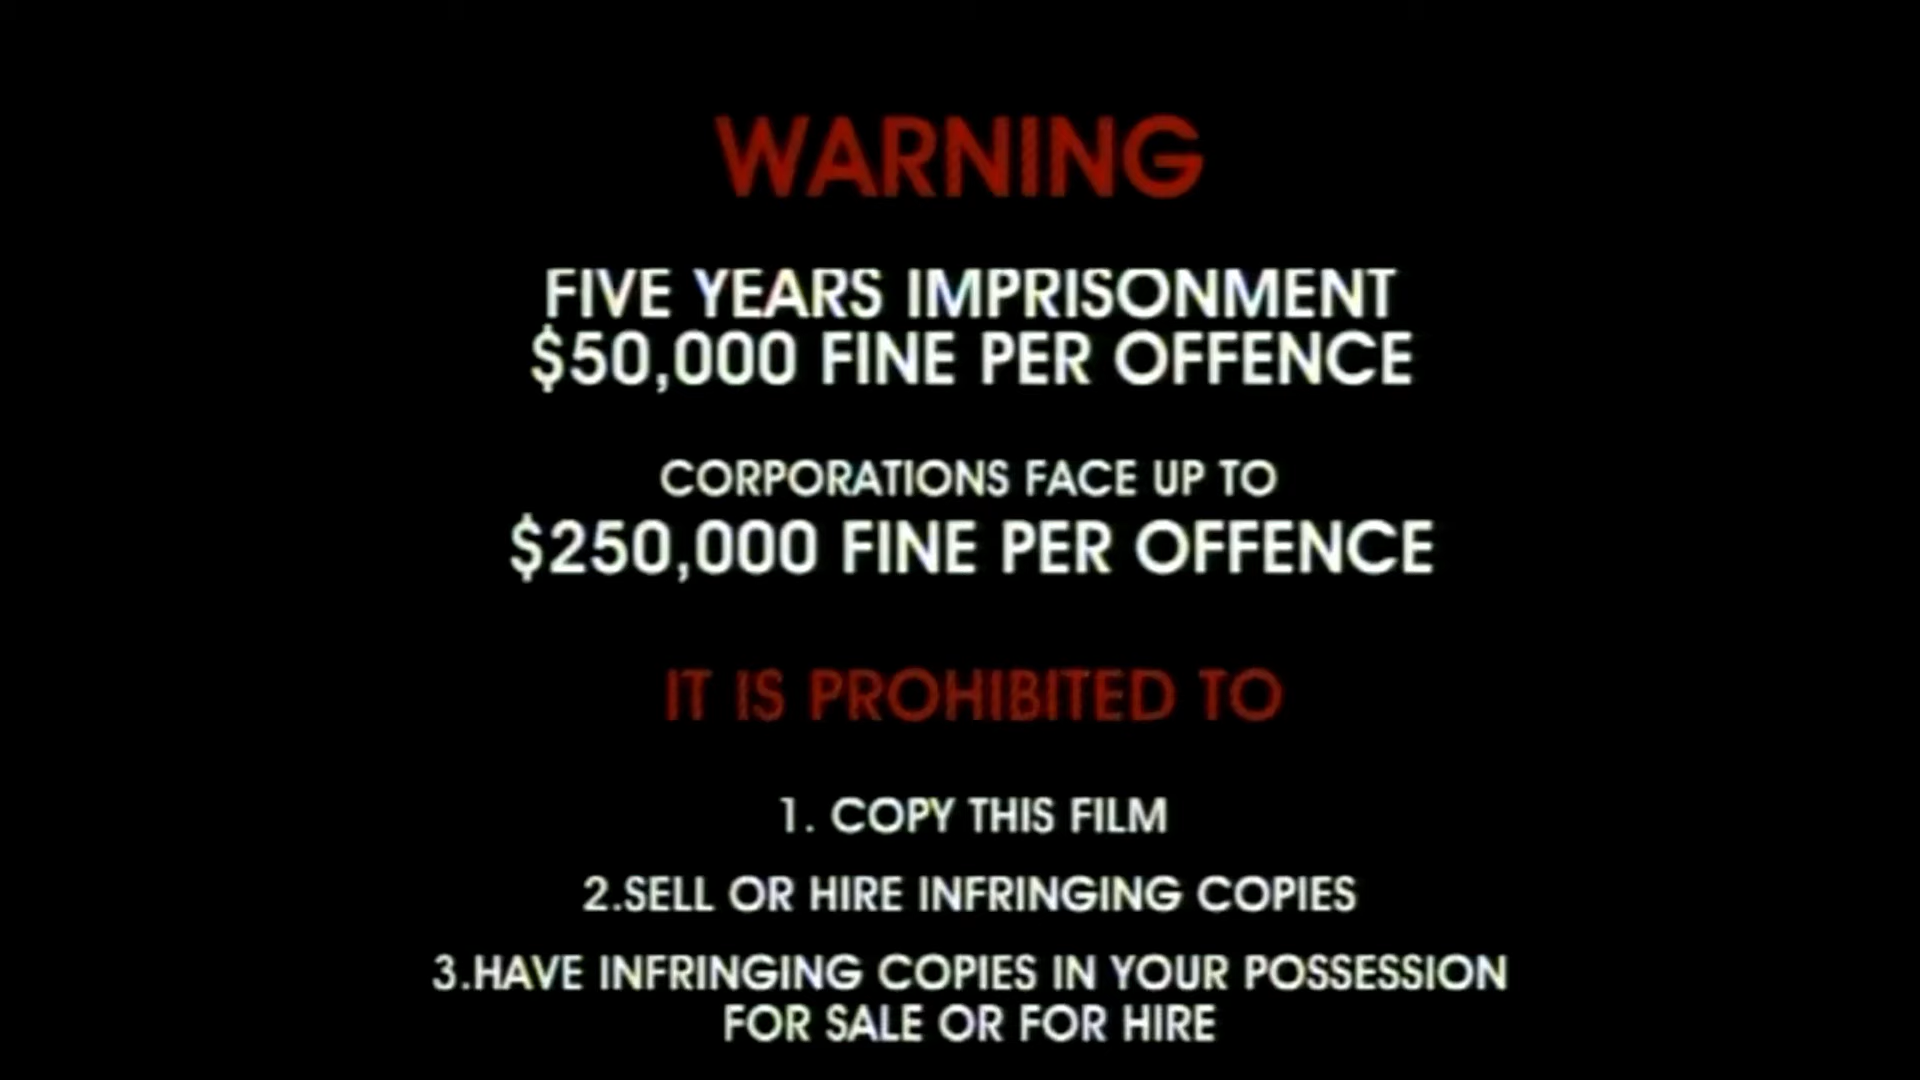 WARNING
FIVE YEARS IMPRISONMENT
$50,000 FINE PER OFFENCE
CORPORATIONS FACE UP TO
$250,000 FINE PER OFFENCE
IT IS PROHIBITED TO
1. COPY THIS FILM
2.SELL OR HIRE INFRINGING COPIES
3.HAVE INFRINGING COPIES IN YOUR POSSESSION
FOR SALE OR FOR HIRE